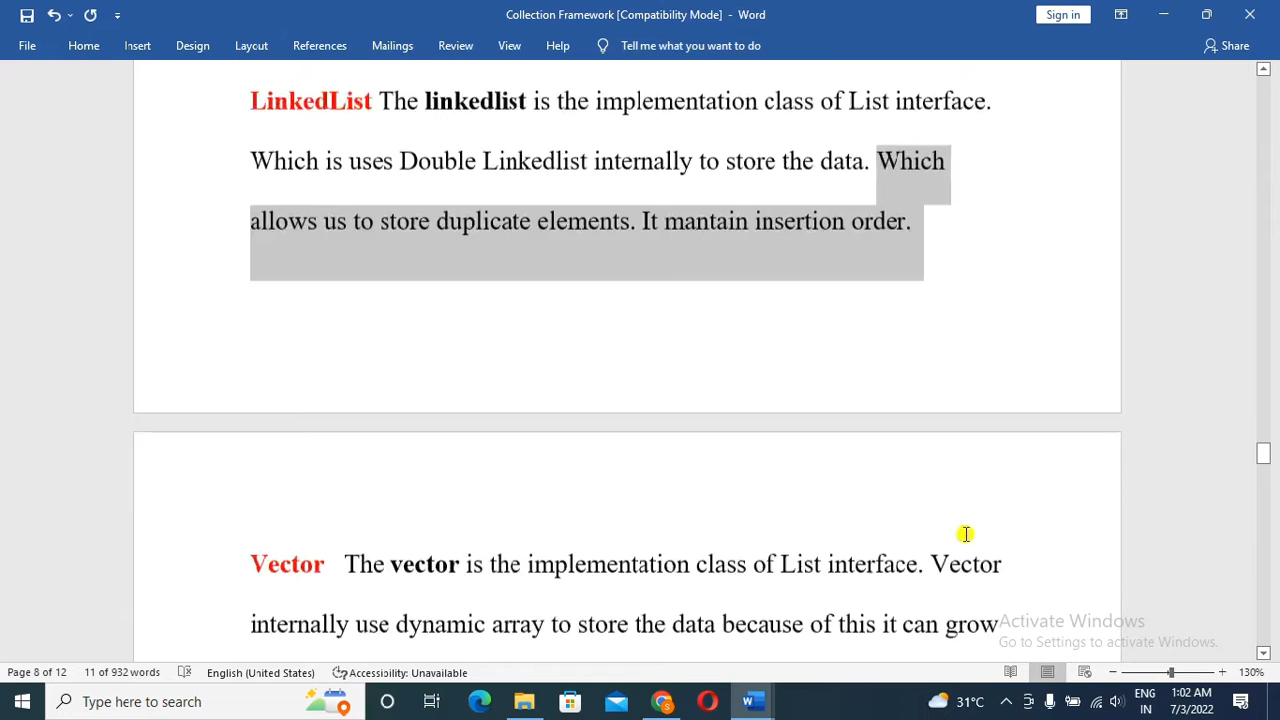 Collection Framework [Compatibility Mode] - Word
Sign in
File Home Insert Design Layout References Mailings Review View Help Tell me what you want to do Share
LinkedList The linkedlist is the implementation class of List interface.
Which is uses Double Linkedlist internally to store the data. Which
allows us to store duplicate elements. It mantain insertion order.
Vector The vector is the implementation class of List interface. Vector
internally use dynamic array to store the data because of this it can grow
Activate Windows
Go to Settings to activate Windows.
Page 8 of 12 11 of 932 words English (United States) Accessibility: Unavailable 130%
Type here to search 31°C ENG 1:02 AM
IN 7/3/2022